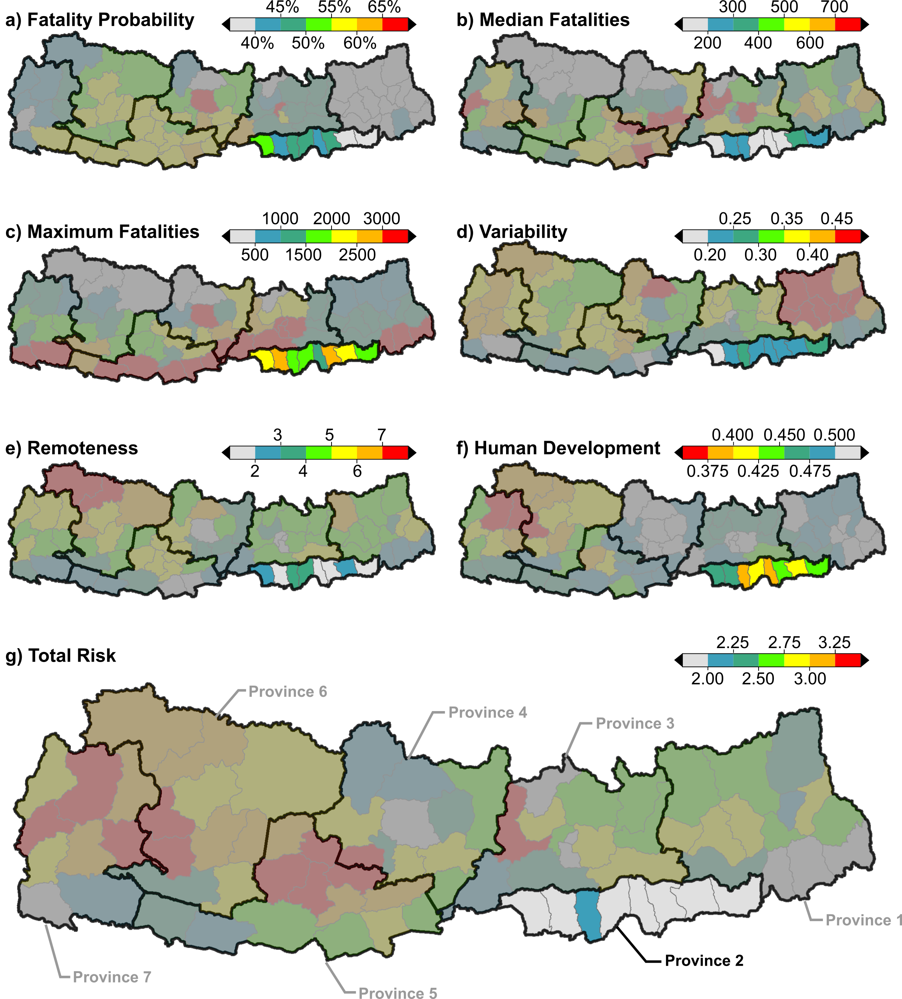 a) Fatality Probability
45% 55% 65%
40% 50% 60%
b) Median Fatalities
300 500 700
200 400 600
c) Maximum Fatalities
1000 2000 3000
500 1500 2500
d) Variability
0.25 0.35 0.45
0.20 0.30 0.40
e) Remoteness
3 5 7
2 4 6
f) Human Development
0.400 0.450 0.500
0.375 0.425 0.475
g) Total Risk
2.25 2.75 3.25
2.00 2.50 3.00
Province 6
Province 4
Province 3
Province 1
Province 2
Province 7
Province 5